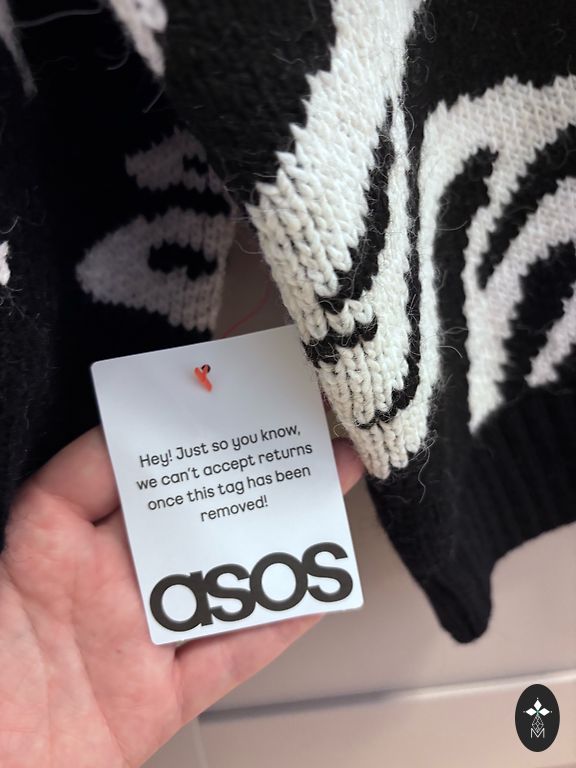 Hey! Just so you know,
we can't accept returns
once this tag has been
removed!
asos
M